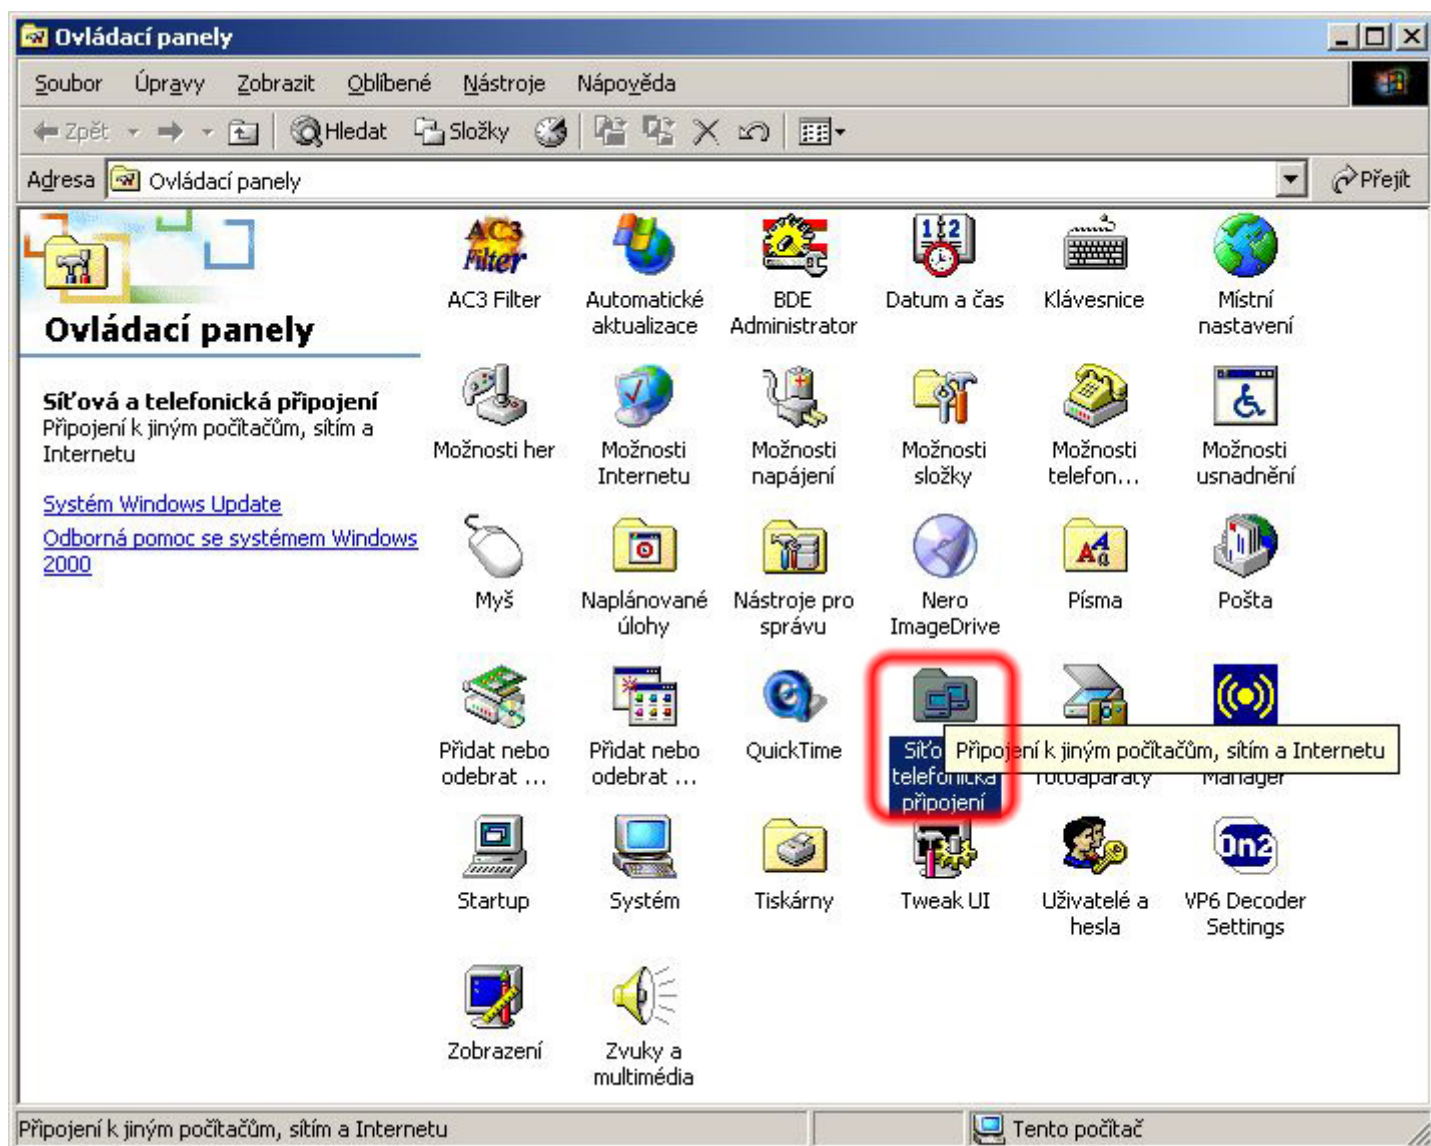 Ovládací panely
Soubor Úpravy Zobrazit Oblíbené Nástroje Nápověda
Zpět Hledat Složky
Adresa Ovládací panely Přejít
Ovládací panely
Síťová a telefonická připojení
Připojení k jiným počítačům, sítím a
Internetu
Systém Windows Update
Odborná pomoc se systémem Windows
2000
AC3
Filter
12
AC3 Filter Automatické BDE Datum a čas Klávesnice Místní
aktualizace Administrator nastavení
Možnosti her Možnosti Možnosti Možnosti Možnosti Možnosti
Internetu napájení složky telefon... usnadnění
Myš Naplánované Nástroje pro Nero Písma Pošta
úlohy správu ImageDrive
Přidat nebo Přidat nebo QuickTime Připojení k jiným počítačům, sítím a Internetu
odebrat ... odebrat ... telefonická fotoaparáty Manager
připojení
On2
Startup Systém Tiskárny Tweak UI Uživatelé a VP6 Decoder
hesla Settings
Zobrazení Zvuky a
multimédia
Připojení k jiným počítačům, sítím a Internetu Tento počítač